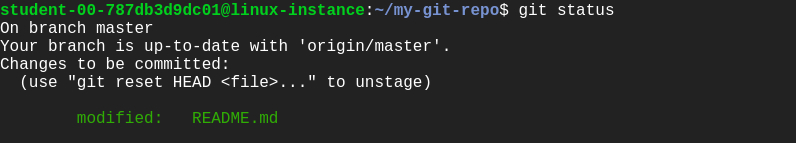 student-00-787db3d9dc01@linux-instance:~/my-git-repo$ git status
On branch master
Your branch is up-to-date with 'origin/master'.
Changes to be committed:
  (use "git reset HEAD <file>..." to unstage)

        modified:   README.md